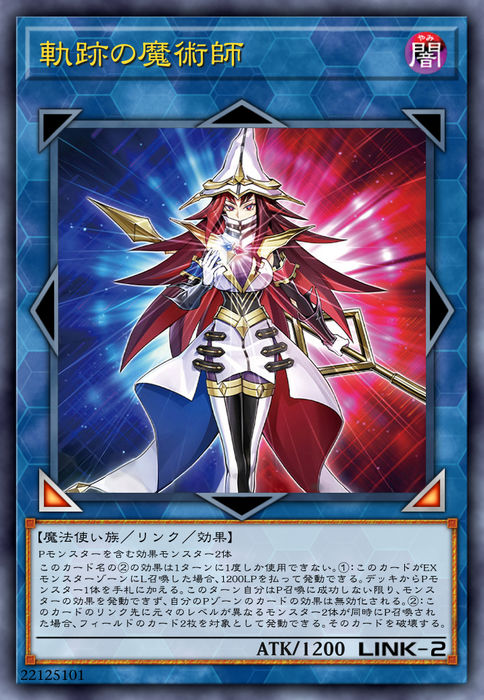 軌跡の魔術師
やみ
闇
【魔法使い族／リンク／効果】
Pモンスターを含む効果モンスター2体
このカード名の②の効果は1ターンに1度しか使用できない。①:このカードがEX
モンスターゾーンにL召喚した場合、1200LPを払って発動できる。デッキからPモ
ンスター1体を手札に加える。このターン自分はP召喚に成功しない限り、モンス
ターの効果を発動できず、自分のPゾーンのカードの効果は無効化される。②:こ
のカードのリンク先に元々のレベルが異なるモンスター2体が同時にP召喚され
た場合、フィールドのカード2枚を対象として発動できる。そのカードを破壊する。
ATK/1200 LINK-2
22125101